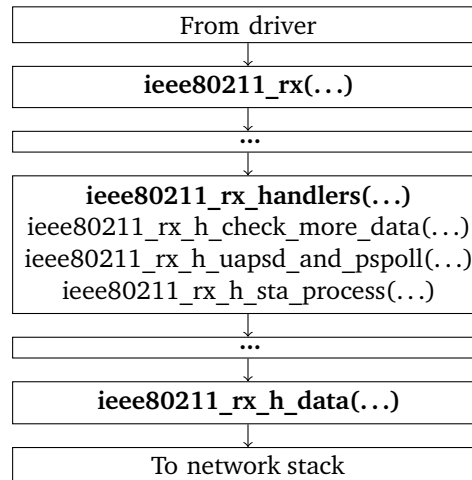 From driver
ieee80211_rx(...)
...
ieee80211_rx_handlers(...)
ieee80211_rx_h_check_more_data(...)
ieee80211_rx_h_uapsd_and_pspoll(...)
ieee80211_rx_h_sta_process(...)
...
ieee80211_rx_h_data(...)
To network stack